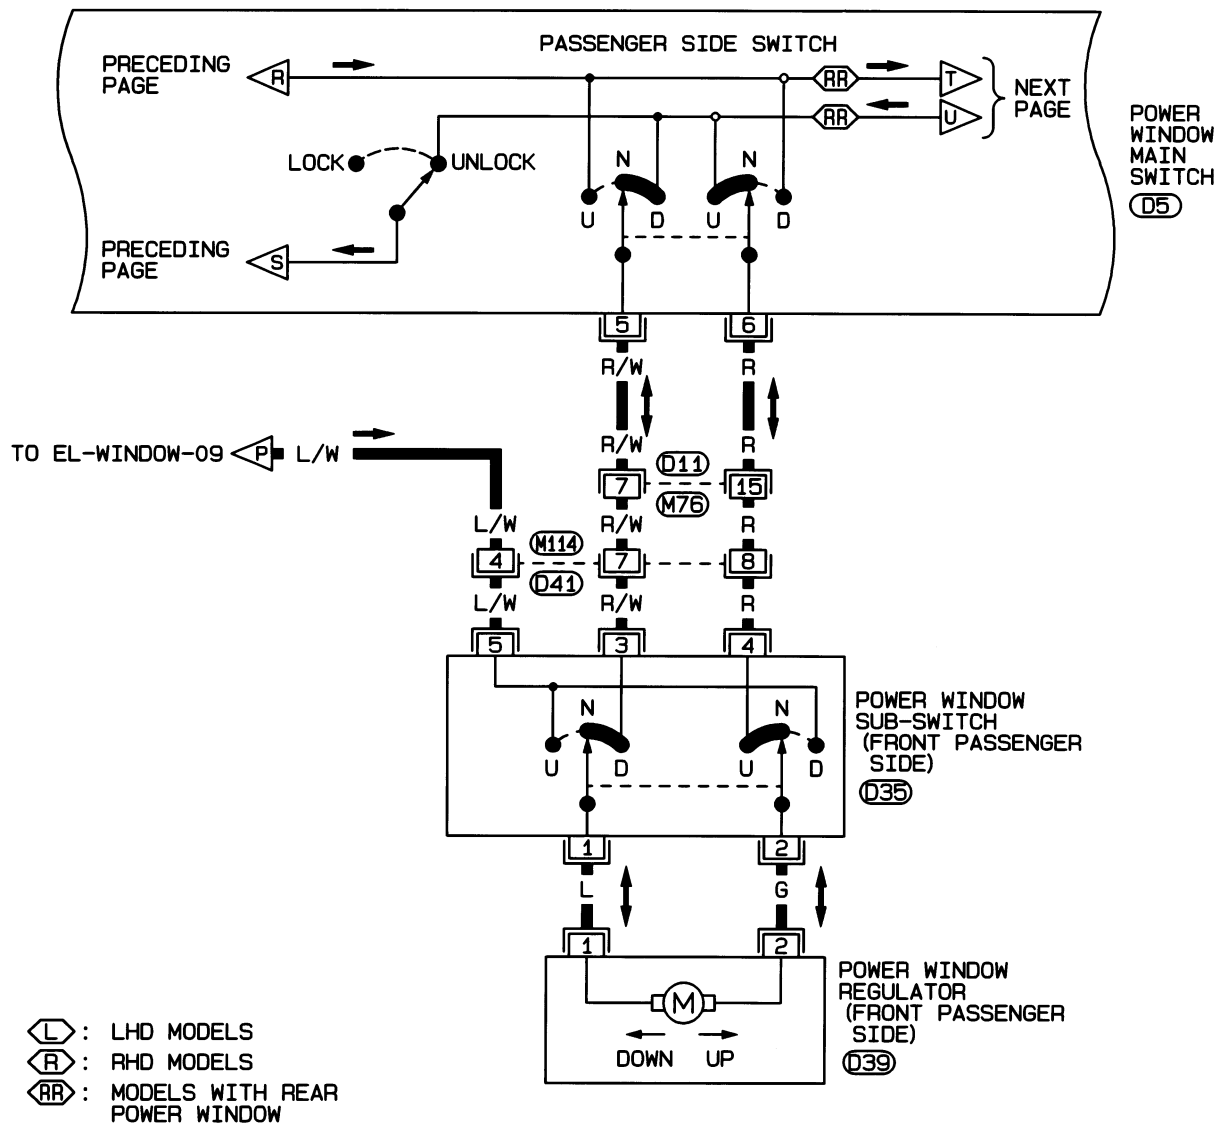 PASSENGER SIDE SWITCH
PRECEDING
PAGE
R
RR
T
RR
U
NEXT
PAGE
POWER
WINDOW
MAIN
SWITCH
D5
LOCK
UNLOCK
N
N
U
D
U
D
PRECEDING
PAGE
S
5
6
R/W
R
TO EL-WINDOW-09
P
L/W
R/W
R
D11
7
15
M76
L/W
R/W
R
M114
4
7
8
D41
L/W
R/W
R
5
3
4
N
N
U
D
U
D
POWER WINDOW
SUB-SWITCH
(FRONT PASSENGER
SIDE)
D35
1
2
L
G
1
2
M
DOWN
UP
POWER WINDOW
REGULATOR
(FRONT PASSENGER
SIDE)
D39
L : LHD MODELS
R : RHD MODELS
RR : MODELS WITH REAR
POWER WINDOW